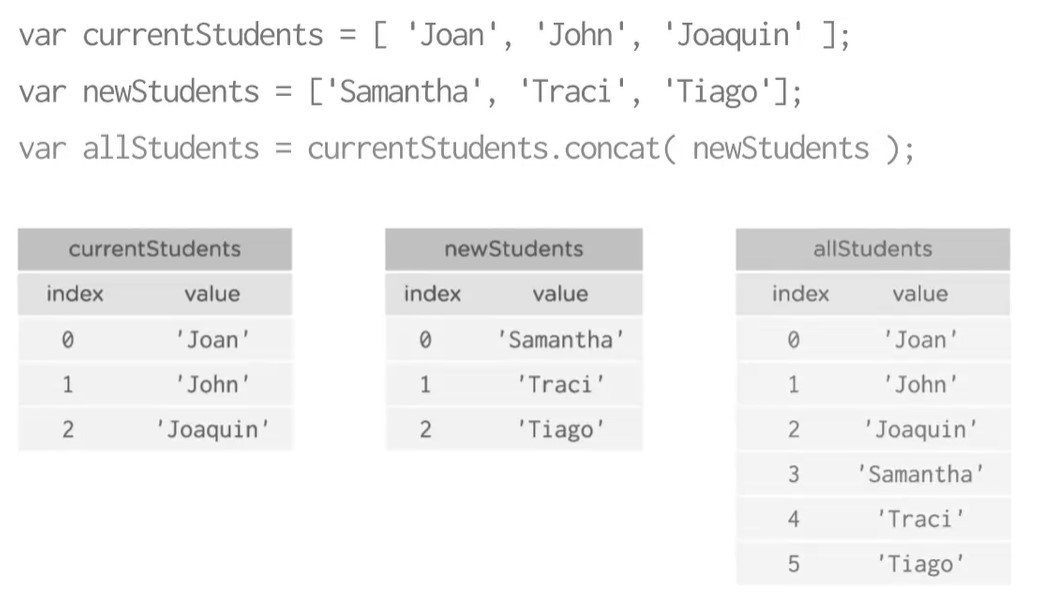 var currentStudents = [ 'Joan', 'John', 'Joaquin' ];
var newStudents = ['Samantha', 'Traci', 'Tiago'];
var allStudents = currentStudents.concat( newStudents );
currentStudents
index value
0 'Joan'
1 'John'
2 'Joaquin'
newStudents
index value
0 'Samantha'
1 'Traci'
2 'Tiago'
allStudents
index value
0 'Joan'
1 'John'
2 'Joaquin'
3 'Samantha'
4 'Traci'
5 'Tiago'